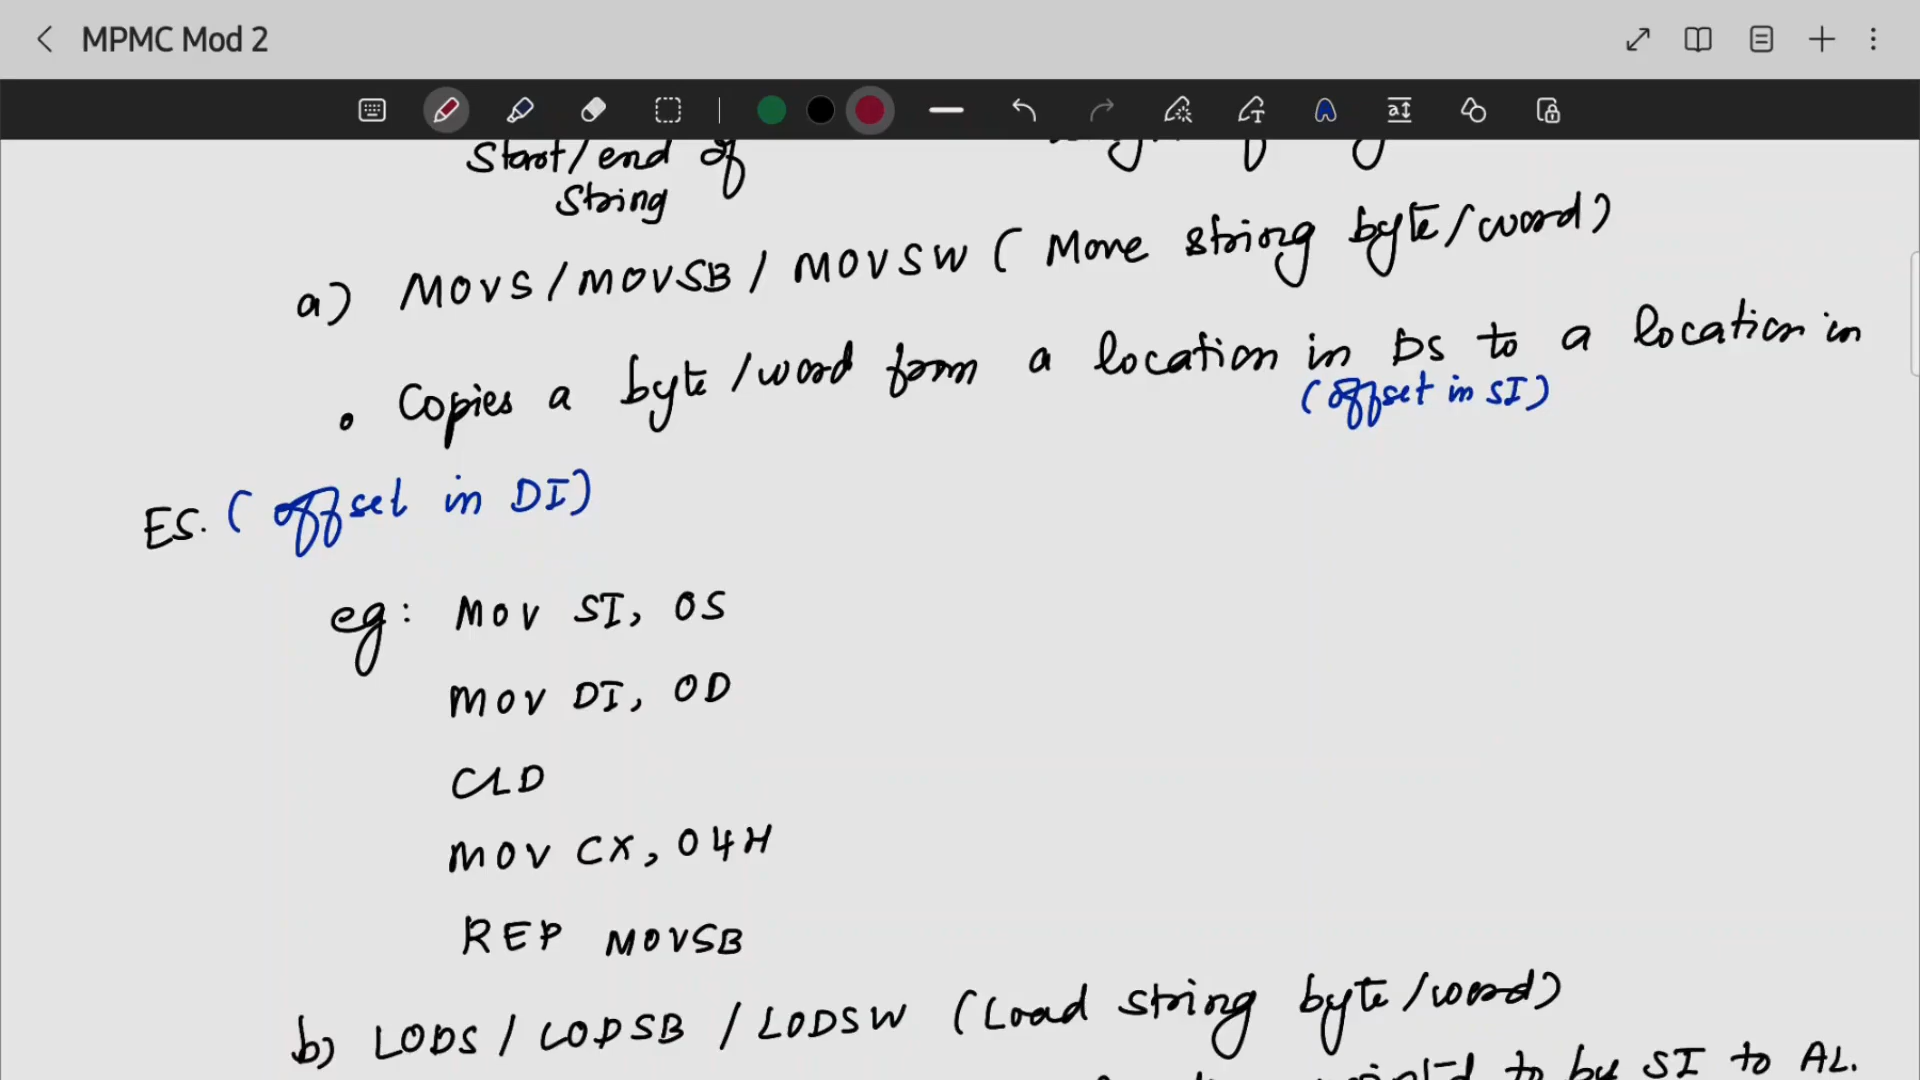 MPMC Mod 2
Start/end of
String
a) MOVS/MOVSB/MOVSW (Move string byte/word)
• Copies a byte/word from a location in DS to a location in
(offset in SI)
ES. (offset in DI)
eg: MOV SI, OS
MOV DI, OD
CLD
MOV CX, 04H
REP MOVSB
b) LODS / LODSB / LODSW (Load string byte/word)
to by SI to AL.